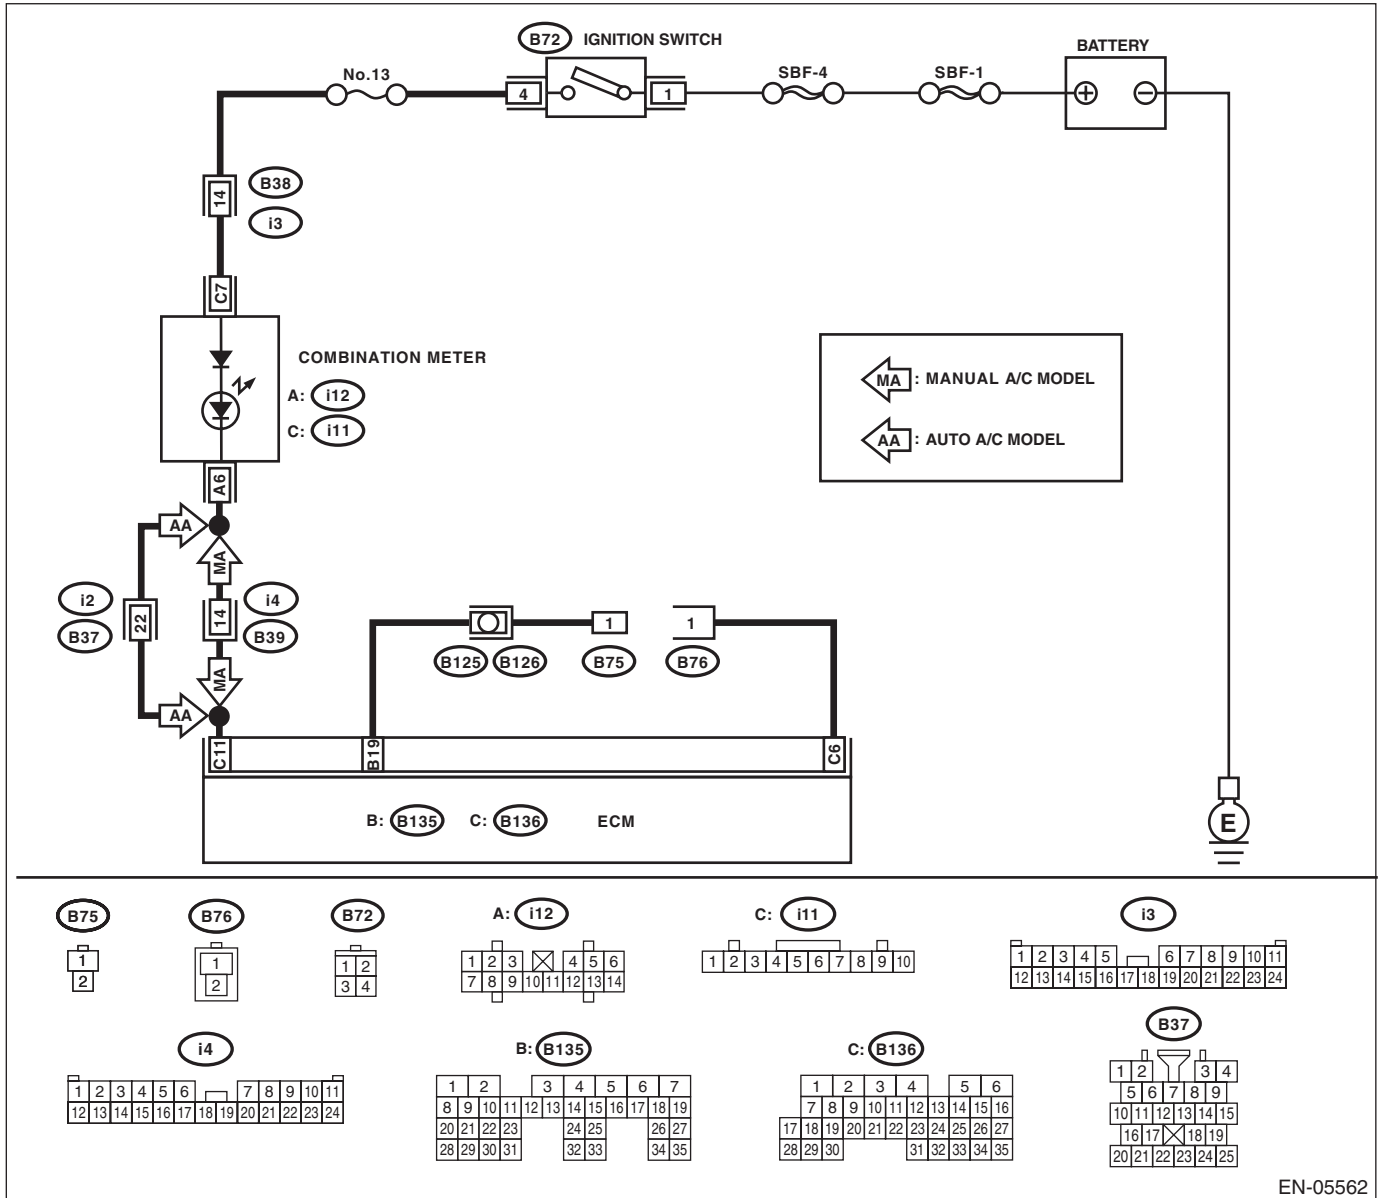 B72 IGNITION SWITCH
BATTERY
No.13
SBF-4
SBF-1
4
1
+
−
14
B38
i3
C7
COMBINATION METER
A: i12
C: i11
MA : MANUAL A/C MODEL
AA : AUTO A/C MODEL
A6
AA
MA
i2
B37
22
14
i4
B39
MA
AA
1
1
B125
B126
B75
B76
C11
B19
C6
B: B135 C: B136 ECM
E
B75
1
2
B76
1
2
B72
1 2
3 4
A: i12
1 2 3 4 5 6
7 8 9 10 11 12 13 14
C: i11
1 2 3 4 5 6 7 8 9 10
i3
1 2 3 4 5 6 7 8 9 10 11
12 13 14 15 16 17 18 19 20 21 22 23 24
i4
1 2 3 4 5 6 7 8 9 10 11
12 13 14 15 16 17 18 19 20 21 22 23 24
B: B135
1 2 3 4 5 6 7
8 9 10 11 12 13 14 15 16 17 18 19
20 21 22 23 24 25 26 27
28 29 30 31 32 33 34 35
C: B136
1 2 3 4 5 6
7 8 9 10 11 12 13 14 15 16
17 18 19 20 21 22 23 24 25 26 27
28 29 30 31 32 33 34 35
B37
1 2 3 4
5 6 7 8 9
10 11 12 13 14 15
16 17 18 19
20 21 22 23 24 25
EN-05562